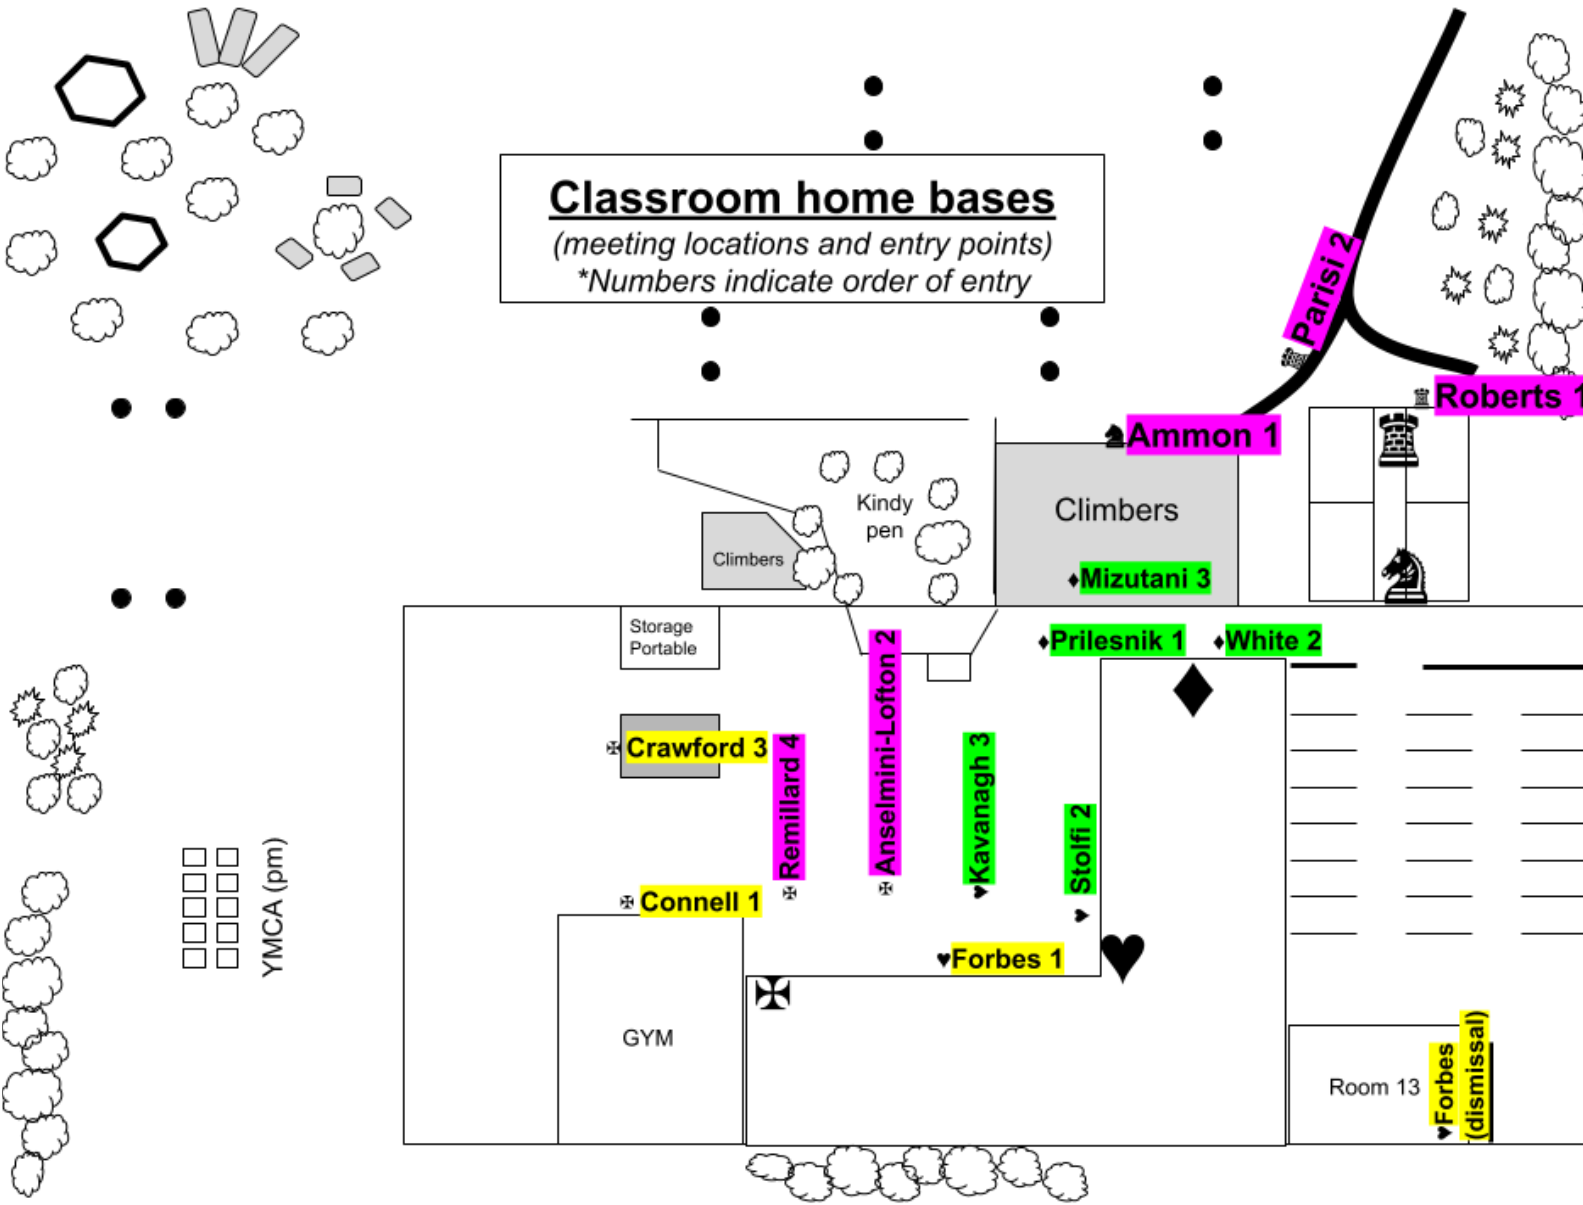 Classroom home bases
(meeting locations and entry points)
*Numbers indicate order of entry
Parisi 2
Roberts 1
Ammon 1
Kindy
pen
Climbers
Climbers
Mizutani 3
Storage
Portable
Prilesnik 1
White 2
Crawford 3
Remillard 4
Anselmini-Lofton 2
Kavanagh 3
Stolfi 2
Connell 1
Forbes 1
YMCA (pm)
GYM
Room 13
Forbes
(dismissal)